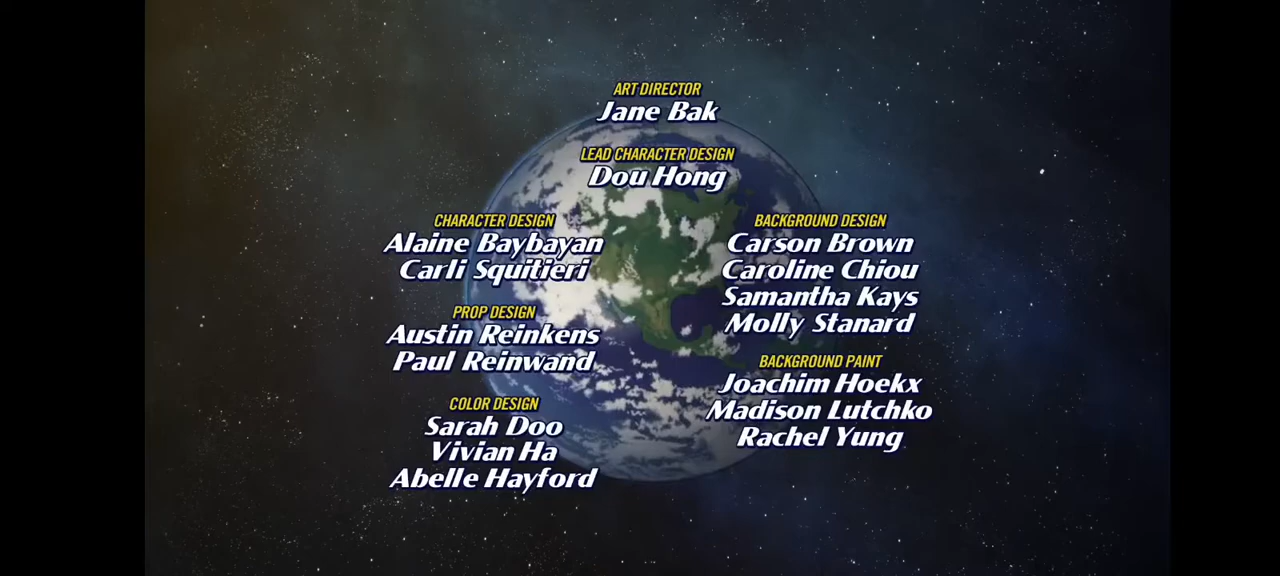 ART DIRECTOR
Jane Bak
LEAD CHARACTER DESIGN
Dou Hong
CHARACTER DESIGN
Alaine Baybayan
Carli Squitieri
PROP DESIGN
Austin Reinkens
Paul Reinwand
COLOR DESIGN
Sarah Doo
Vivian Ha
Abelle Hayford
BACKGROUND DESIGN
Carson Brown
Caroline Chiou
Samantha Kays
Molly Stanard
BACKGROUND PAINT
Joachim Hoekx
Madison Lutchko
Rachel Yung